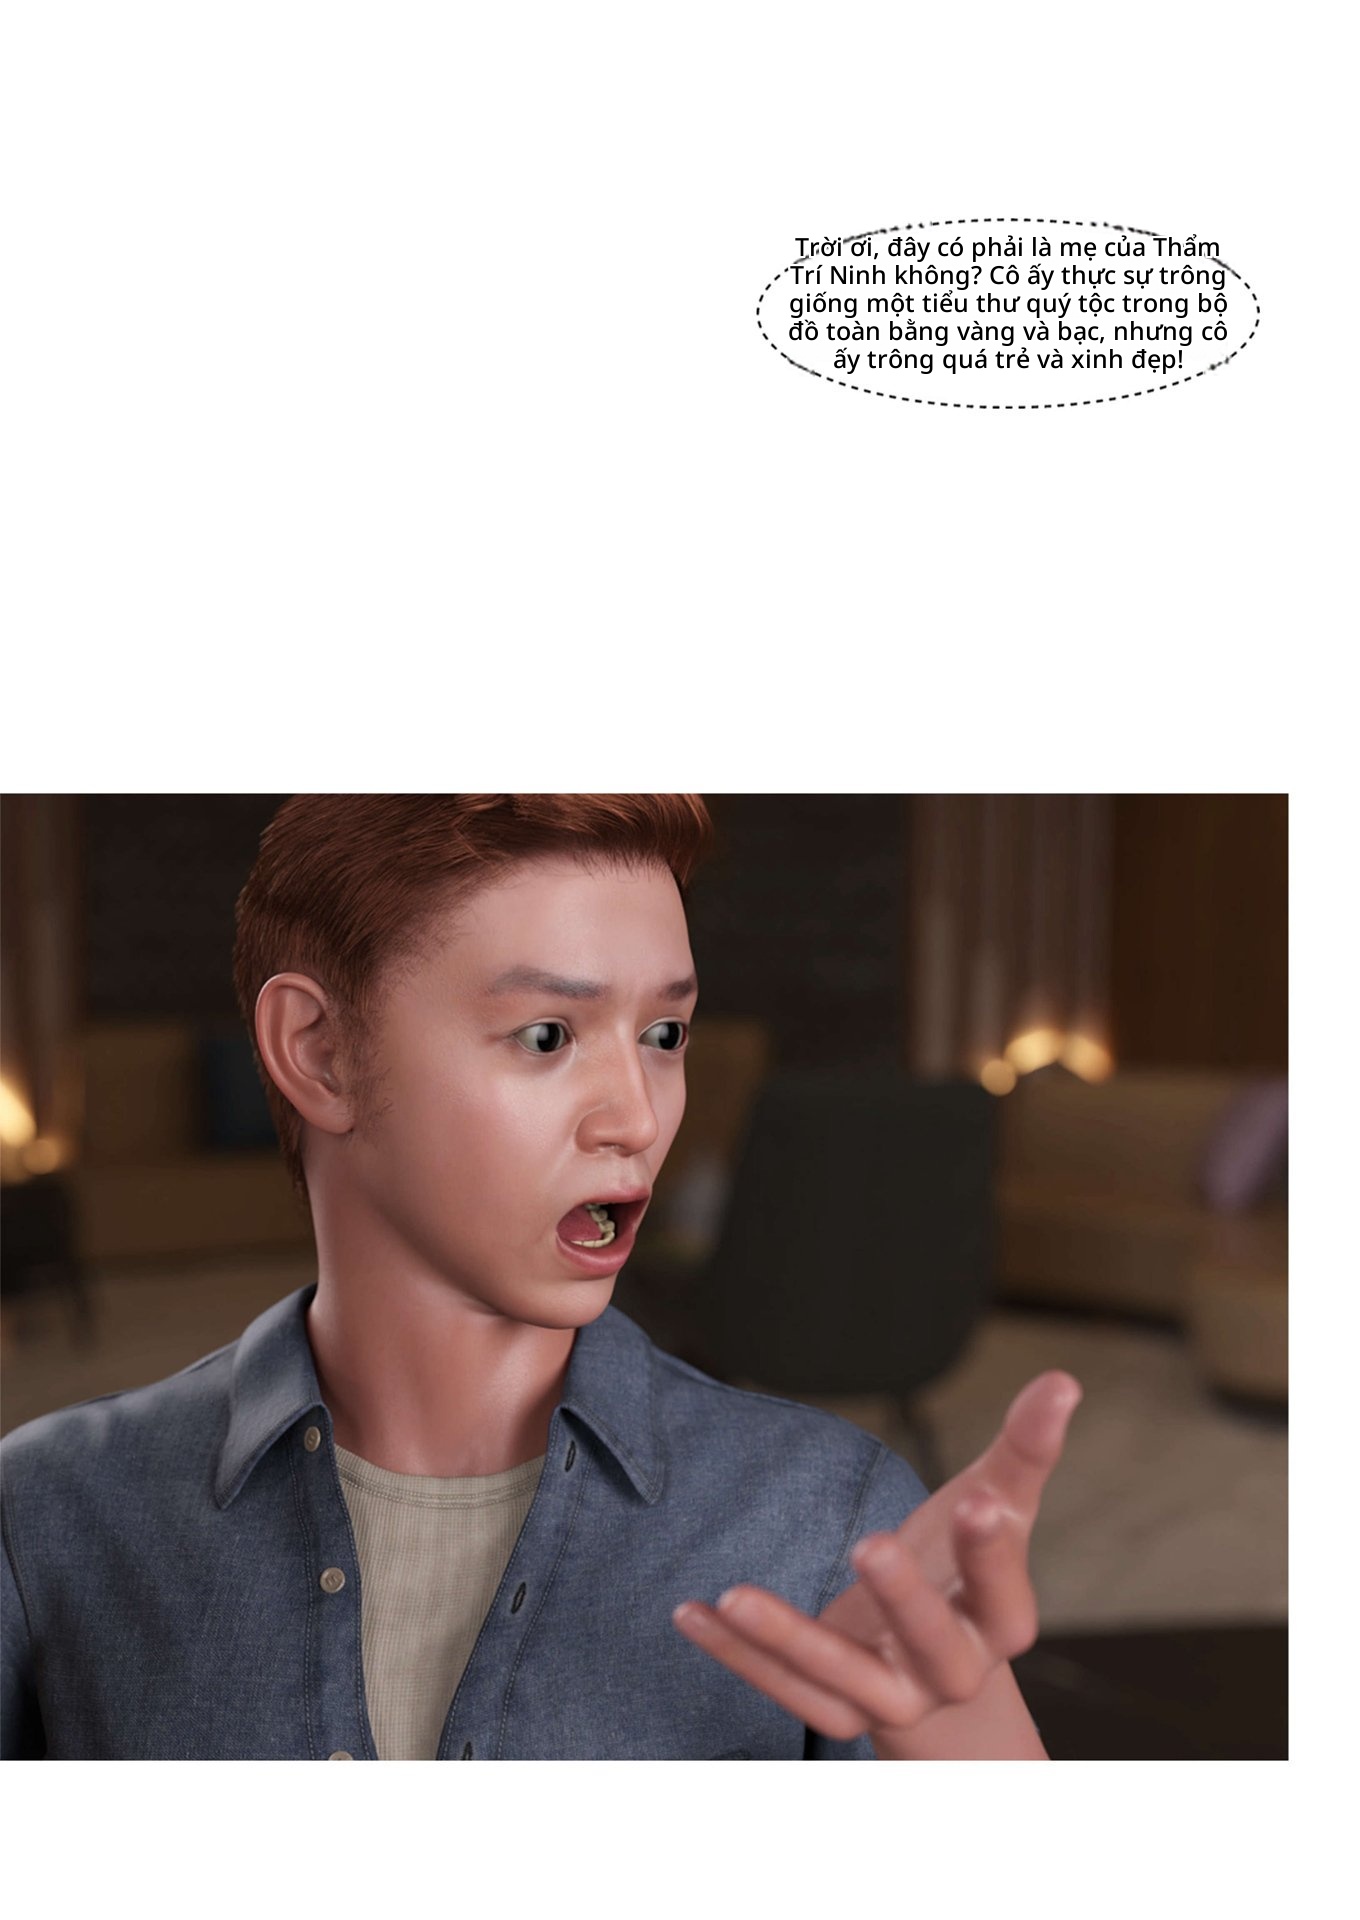 Trời ơi, đây có phải là mẹ của Thẩm
Trí Ninh không? Cô ấy thực sự trông
giống một tiểu thư quý tộc trong bộ
đồ toàn bằng vàng và bạc, nhưng cô
ấy trông quá trẻ và xinh đẹp!